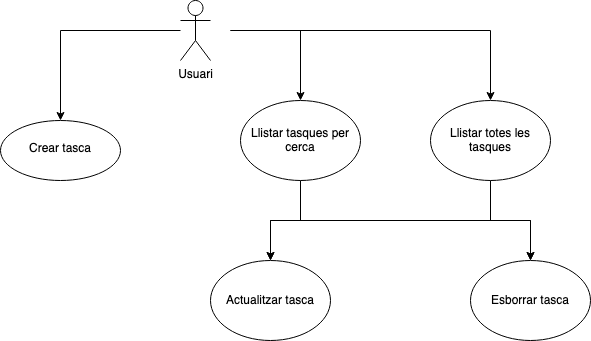 Usuari
Crear tasca
Llistar tasques per
cerca
Llistar totes les
tasques
Actualitzar tasca
Esborrar tasca